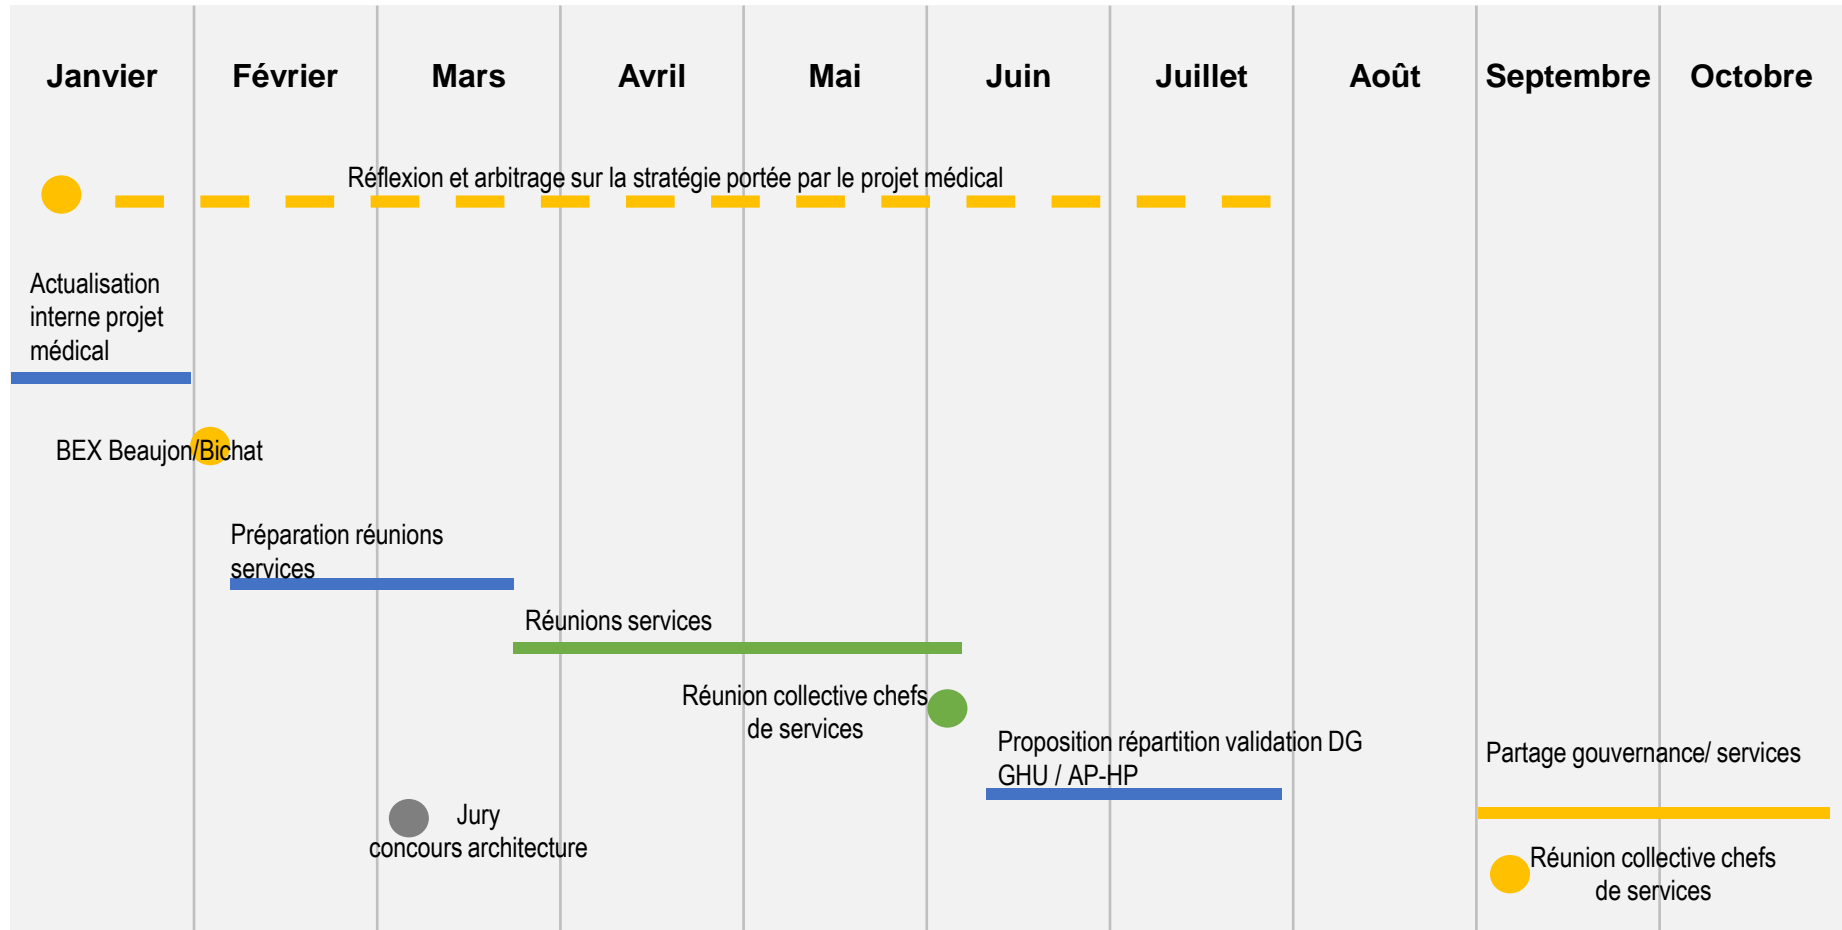 Janvier Février Mars Avril Mai Juin Juillet Août Septembre Octobre
Réflexion et arbitrage sur la stratégie portée par le projet médical
Actualisation
interne projet
médical
BEX Beaujon/Bichat
Préparation réunions
services
Réunions services
Réunion collective chefs
de services
Proposition répartition validation DG
GHU / AP-HP
Partage gouvernance/ services
Jury
concours architecture
Réunion collective chefs
de services